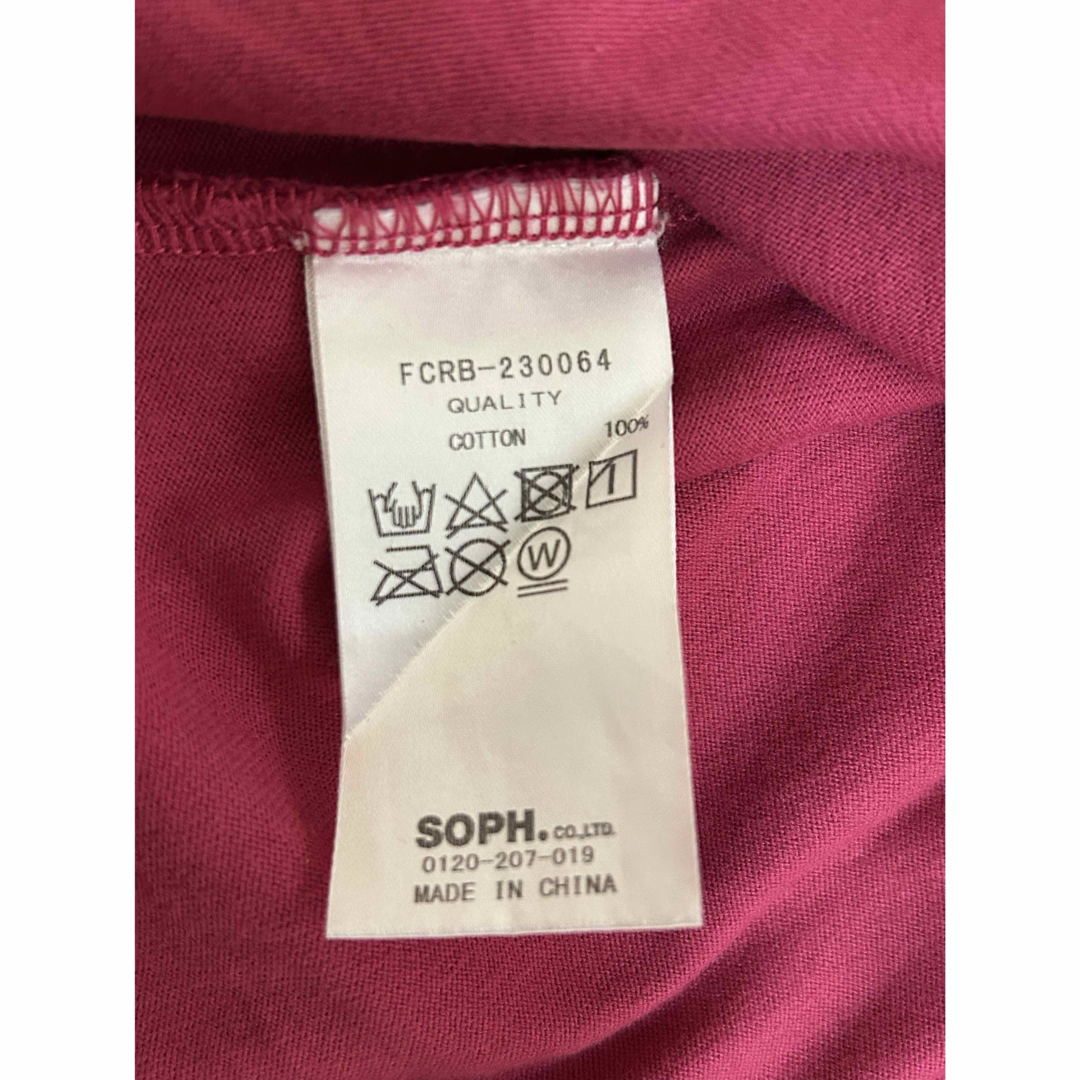 FCRB-230064
QUALITY
COTTON 100%
W
SOPH. CO.,LTD.
0120-207-019
MADE IN CHINA